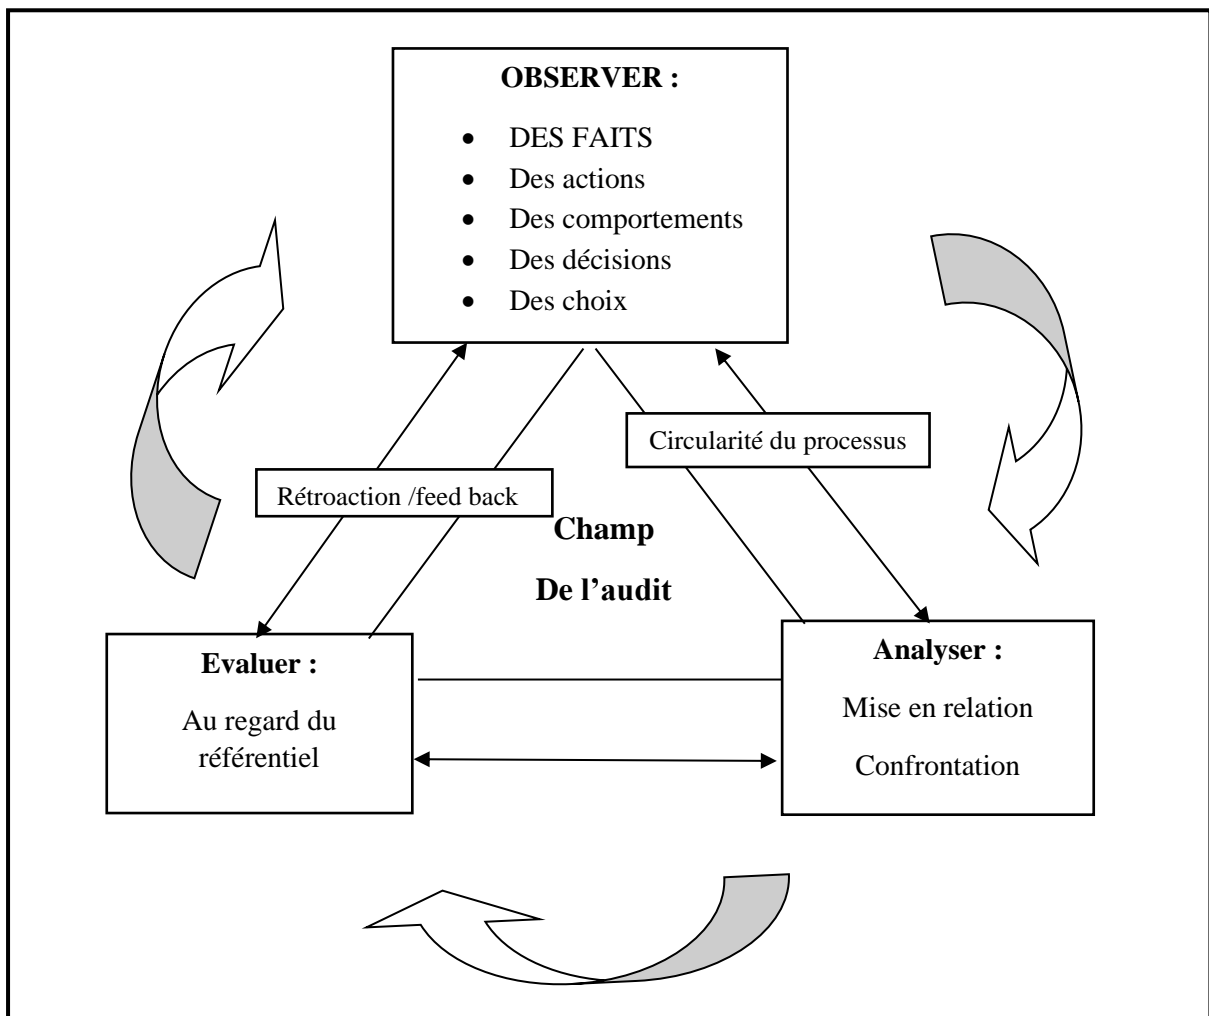 OBSERVER :
• DES FAITS
• Des actions
• Des comportements
• Des décisions
• Des choix
Circularité du processus
Rétroaction /feed back
Champ
De l’audit
Evaluer :
Au regard du
référentiel
Analyser :
Mise en relation
Confrontation